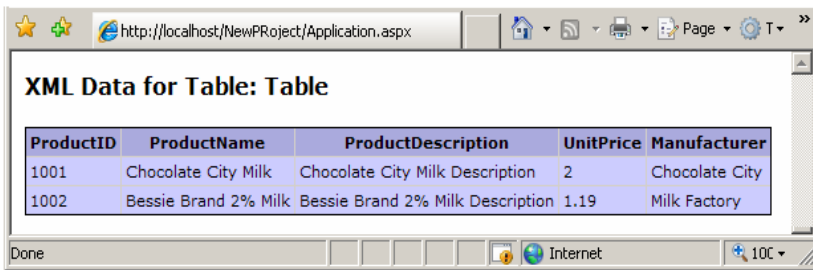 http://localhost/NewPRoject/Application.aspx Page T »
XML Data for Table: Table
ProductID ProductName ProductDescription UnitPrice Manufacturer
1001 Chocolate City Milk Chocolate City Milk Description 2 Chocolate City
1002 Bessie Brand 2% Milk Bessie Brand 2% Milk Description 1.19 Milk Factory
Done Internet 10